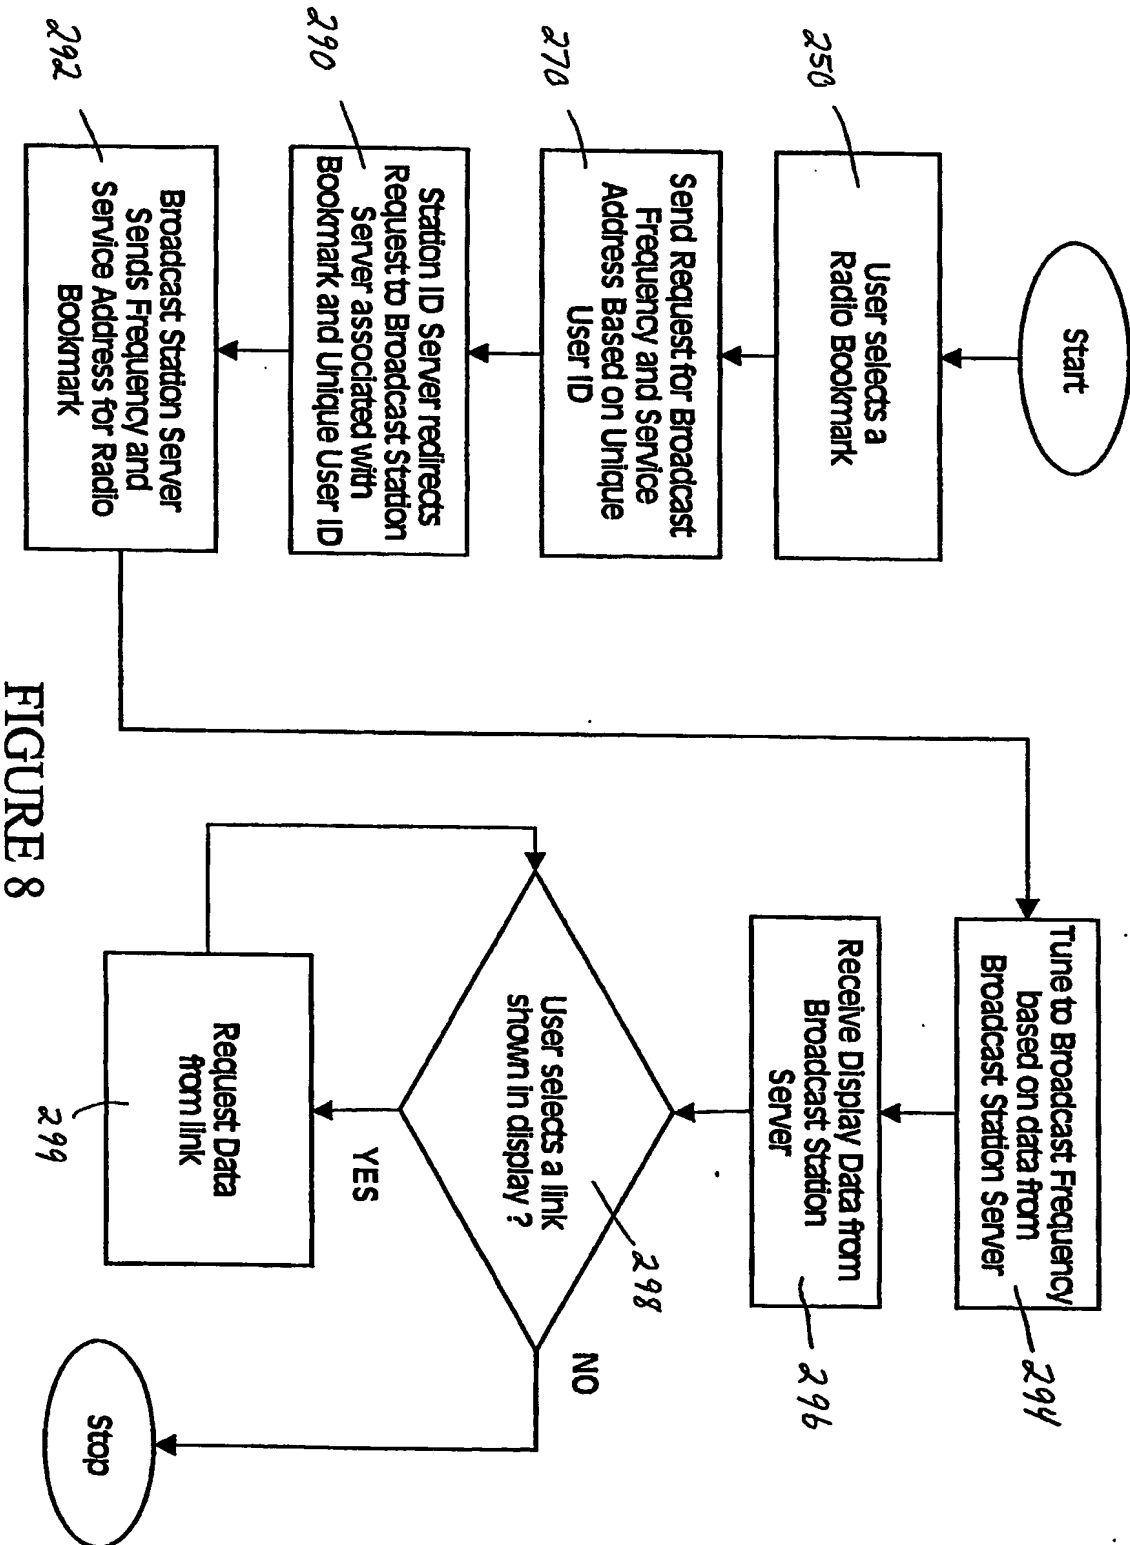 Start
250
User selects a
Radio Bookmark
270
Send Request for Broadcast
Frequency and Service
Address Based on Unique
User ID
290
Station ID Server redirects
Request to Broadcast Station
Server associated with
Bookmark and Unique User ID
292
Broadcast Station Server
Sends Frequency and
Service Address for Radio
Bookmark
Tune to Broadcast Frequency
based on data from
Broadcast Station Server
294
Receive Display Data from
Broadcast Station
Server
296
User selects a link
shown in display ?
298
NO
YES
Request Data
from link
299
Stop
FIGURE 8